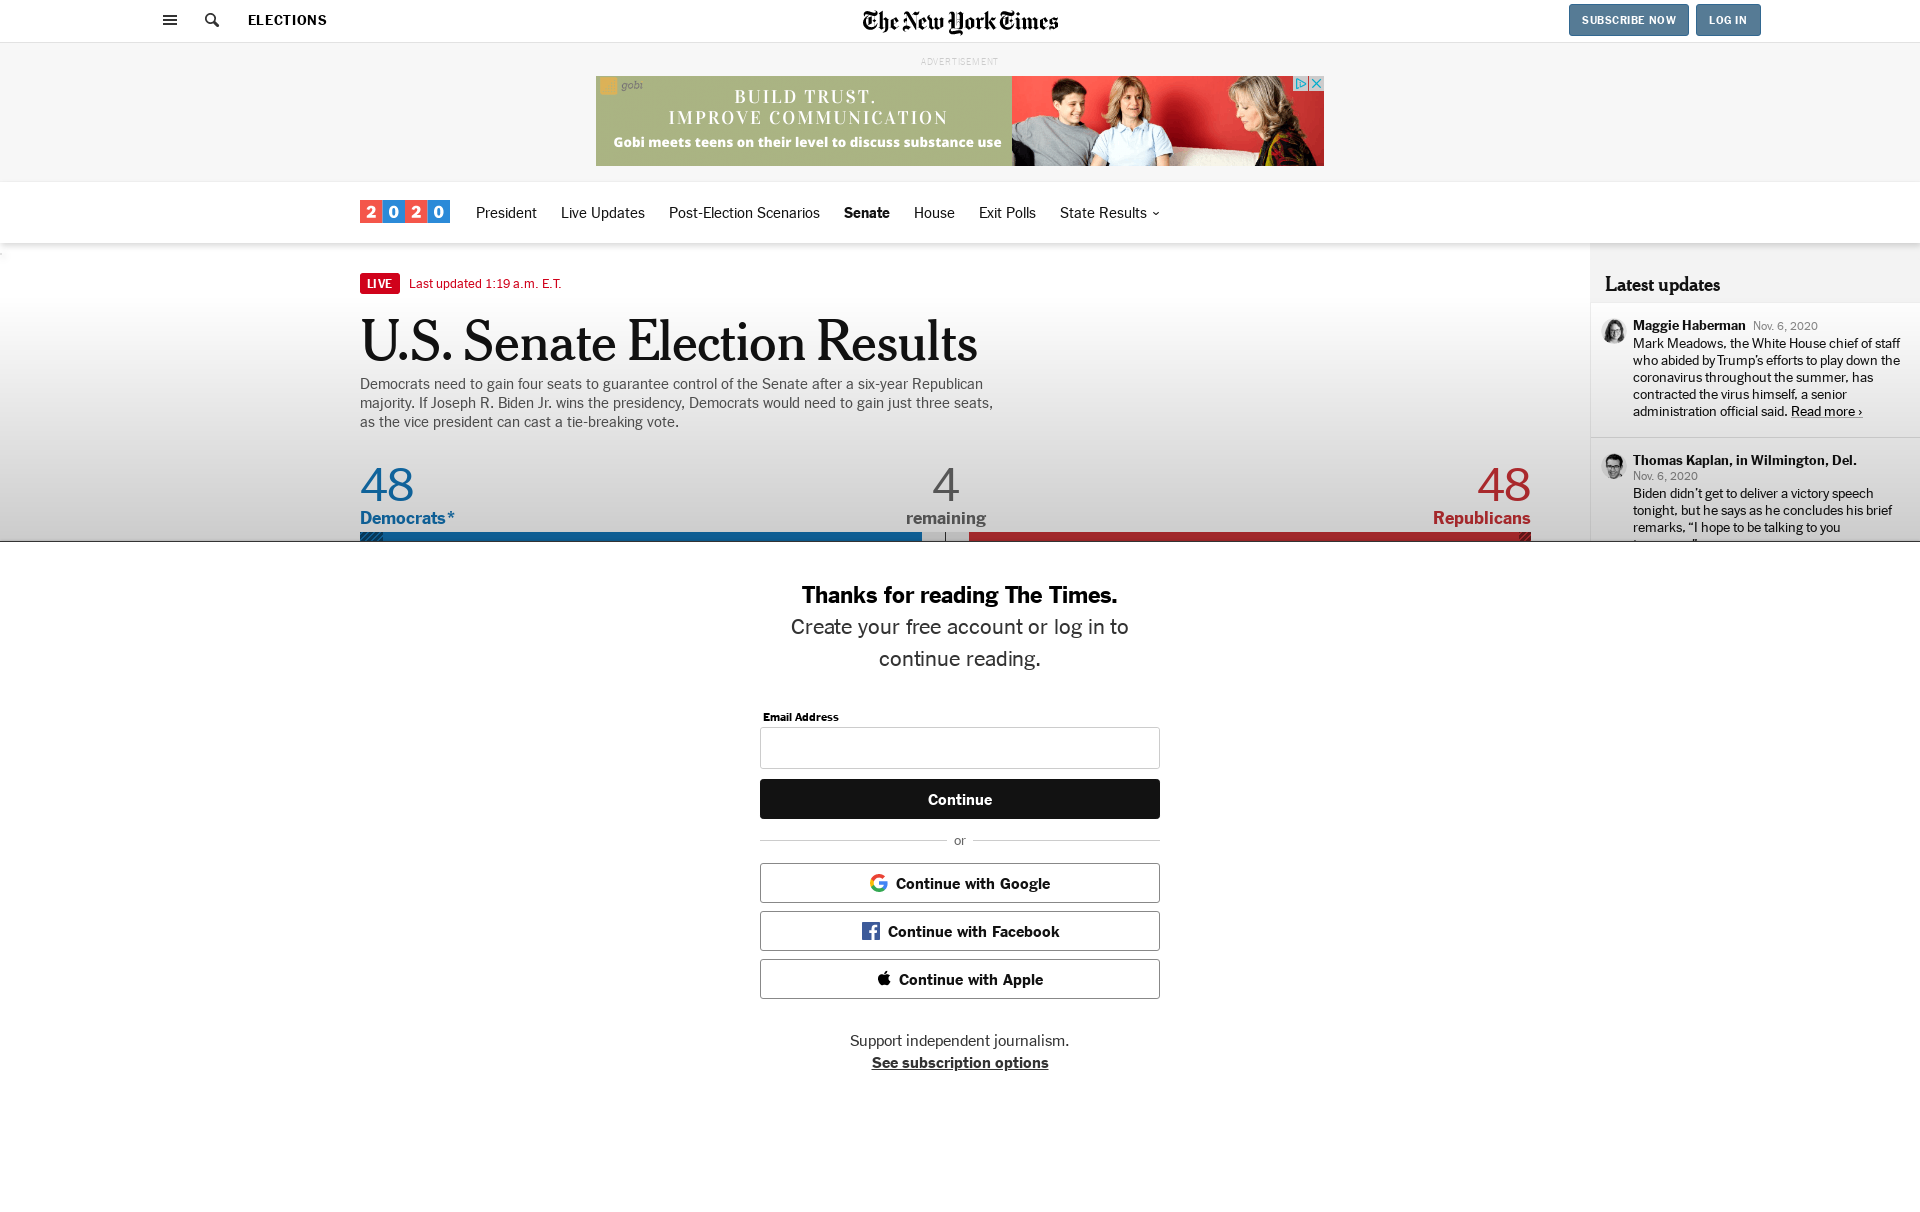 ELECTIONS
The New York Times
SUBSCRIBE NOW
LOG IN
ADVERTISEMENT
gobi
BUILD TRUST.
IMPROVE COMMUNICATION
Gobi meets teens on their level to discuss substance use
2020
President
Live Updates
Post-Election Scenarios
Senate
House
Exit Polls
State Results
LIVE
Last updated 1:19 a.m. E.T.
U.S. Senate Election Results
Democrats need to gain four seats to guarantee control of the Senate after a six-year Republican
majority. If Joseph R. Biden Jr. wins the presidency, Democrats would need to gain just three seats,
as the vice president can cast a tie-breaking vote.
48
Democrats*
4
remaining
48
Republicans
Latest updates
Maggie Haberman Nov. 6, 2020
Mark Meadows, the White House chief of staff
who abided by Trump’s efforts to play down the
coronavirus throughout the summer, has
contracted the virus himself, a senior
administration official said. Read more ›
Thomas Kaplan, in Wilmington, Del.
Nov. 6, 2020
Biden didn’t get to deliver a victory speech
tonight, but he says as he concludes his brief
remarks, “I hope to be talking to you
Thanks for reading The Times.
Create your free account or log in to
continue reading.
Email Address
Continue
or
Continue with Google
Continue with Facebook
Continue with Apple
Support independent journalism.
See subscription options